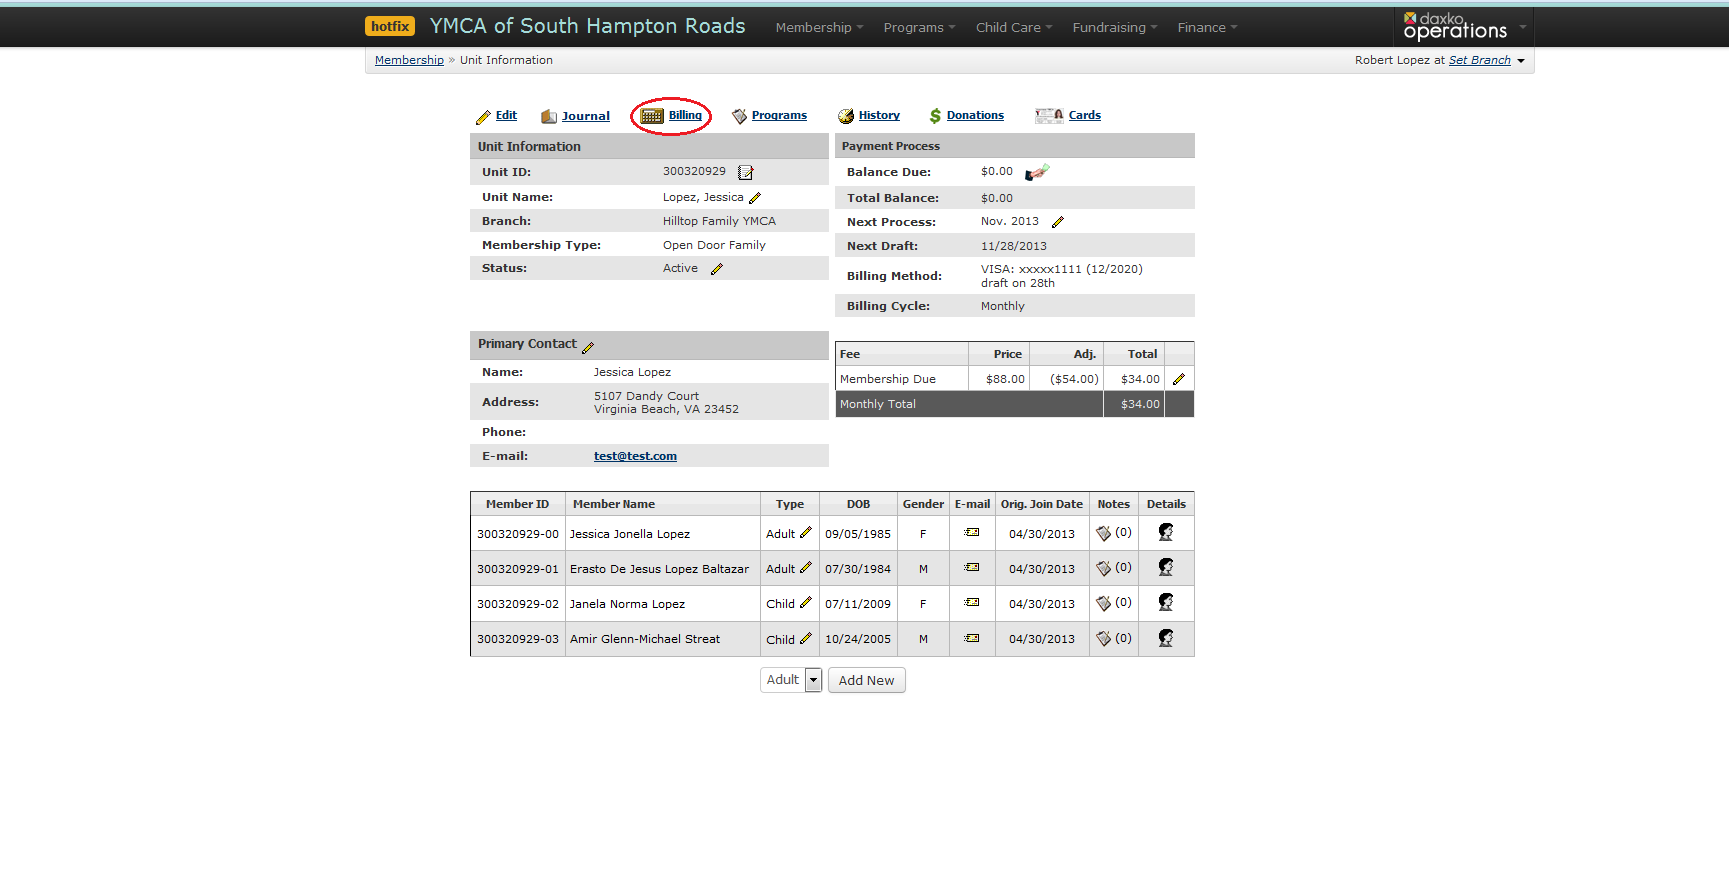 hotfix YMCA of South Hampton Roads Membership Programs Child Care Fundraising Finance daxko operations
Membership » Unit Information Robert Lopez at Set Branch
Edit Journal Billing Programs History Donations Cards
Unit Information
Unit ID: 300320929
Unit Name: Lopez, Jessica
Branch: Hilltop Family YMCA
Membership Type: Open Door Family
Status: Active
Payment Process
Balance Due: $0.00
Total Balance: $0.00
Next Process: Nov. 2013
Next Draft: 11/28/2013
Billing Method: VISA: xxxxx1111 (12/2020)
draft on 28th
Billing Cycle: Monthly
Primary Contact
Name: Jessica Lopez
Address: 5107 Dandy Court
Virginia Beach, VA 23452
Phone:
E-mail: test@test.com
Fee Price Adj. Total
Membership Due $88.00 ($54.00) $34.00
Monthly Total $34.00
Member ID Member Name Type DOB Gender E-mail Orig. Join Date Notes Details
300320929-00 Jessica Jonella Lopez Adult 09/05/1985 F 04/30/2013 (0)
300320929-01 Erasto De Jesus Lopez Baltazar Adult 07/30/1984 M 04/30/2013 (0)
300320929-02 Janela Norma Lopez Child 07/11/2009 F 04/30/2013 (0)
300320929-03 Amir Glenn-Michael Streat Child 10/24/2005 M 04/30/2013 (0)
Adult Add New